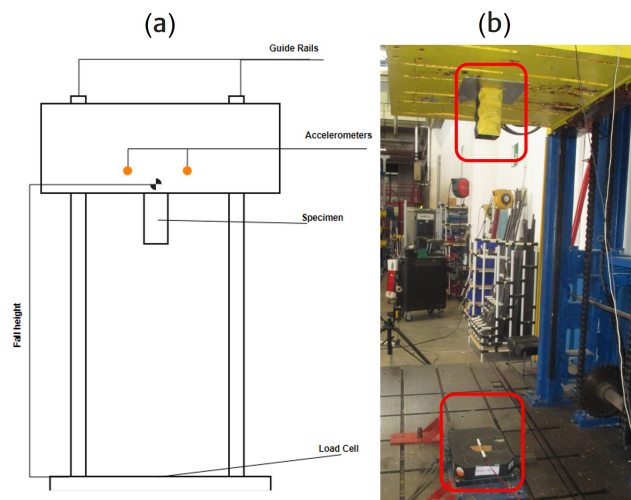 (a)
(b)
Guide Rails
Accelerometers
Specimen
Fall height
Load Cell